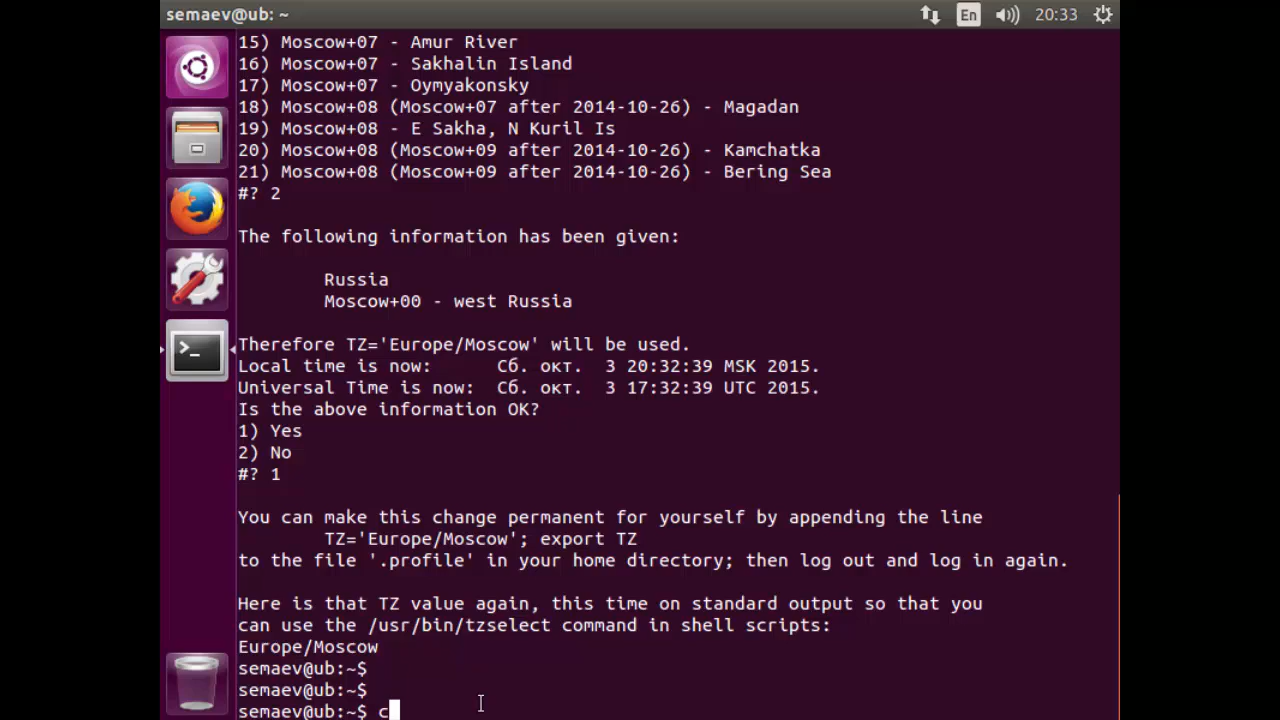 semaev@ub: ~
En
20:33
15) Moscow+07 - Amur River
16) Moscow+07 - Sakhalin Island
17) Moscow+07 - Oymyakonsky
18) Moscow+08 (Moscow+07 after 2014-10-26) - Magadan
19) Moscow+08 - E Sakha, N Kuril Is
20) Moscow+08 (Moscow+09 after 2014-10-26) - Kamchatka
21) Moscow+08 (Moscow+09 after 2014-10-26) - Bering Sea
#? 2
The following information has been given:
Russia
Moscow+00 - west Russia
Therefore TZ='Europe/Moscow' will be used.
Local time is now:      Сб. окт.  3 20:32:39 MSK 2015.
Universal Time is now:  Сб. окт.  3 17:32:39 UTC 2015.
Is the above information OK?
1) Yes
2) No
#? 1
You can make this change permanent for yourself by appending the line
TZ='Europe/Moscow'; export TZ
to the file '.profile' in your home directory; then log out and log in again.
Here is that TZ value again, this time on standard output so that you
can use the /usr/bin/tzselect command in shell scripts:
Europe/Moscow
semaev@ub:~$
semaev@ub:~$
semaev@ub:~$ c